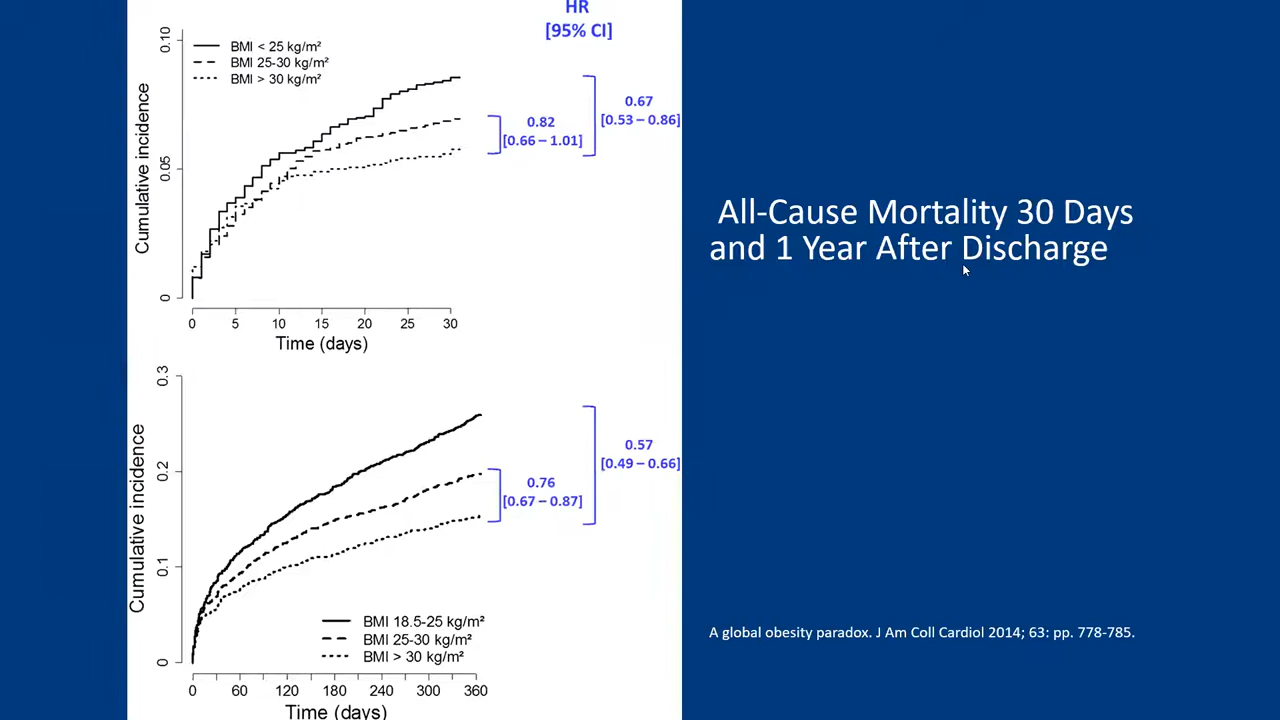 HR
[95% CI]
0.10
BMI < 25 kg/m²
BMI 25-30 kg/m²
BMI > 30 kg/m²
0.67
[0.53 – 0.86]
0.82
[0.66 – 1.01]
Cumulative incidence
0.05
0
0 5 10 15 20 25 30
Time (days)
All-Cause Mortality 30 Days
and 1 Year After Discharge
0.3
0.57
[0.49 – 0.66]
0.76
[0.67 – 0.87]
Cumulative incidence
0.2
0.1
0
BMI 18.5-25 kg/m²
BMI 25-30 kg/m²
BMI > 30 kg/m²
0 60 120 180 240 300 360
Time (days)
A global obesity paradox. J Am Coll Cardiol 2014; 63: pp. 778-785.